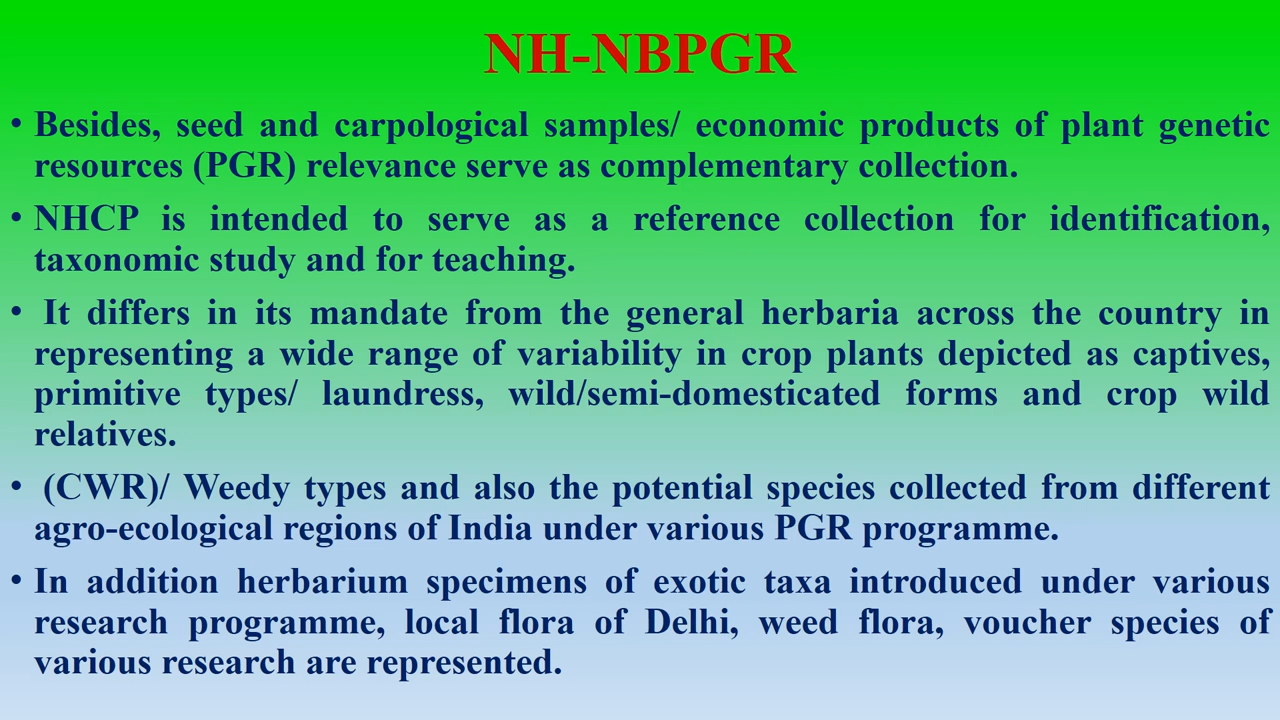 NH-NBPGR
• Besides, seed and carpological samples/ economic products of plant genetic
resources (PGR) relevance serve as complementary collection.
• NHCP is intended to serve as a reference collection for identification,
taxonomic study and for teaching.
• It differs in its mandate from the general herbaria across the country in
representing a wide range of variability in crop plants depicted as captives,
primitive types/ laundress, wild/semi-domesticated forms and crop wild
relatives.
• (CWR)/ Weedy types and also the potential species collected from different
agro-ecological regions of India under various PGR programme.
• In addition herbarium specimens of exotic taxa introduced under various
research programme, local flora of Delhi, weed flora, voucher species of
various research are represented.